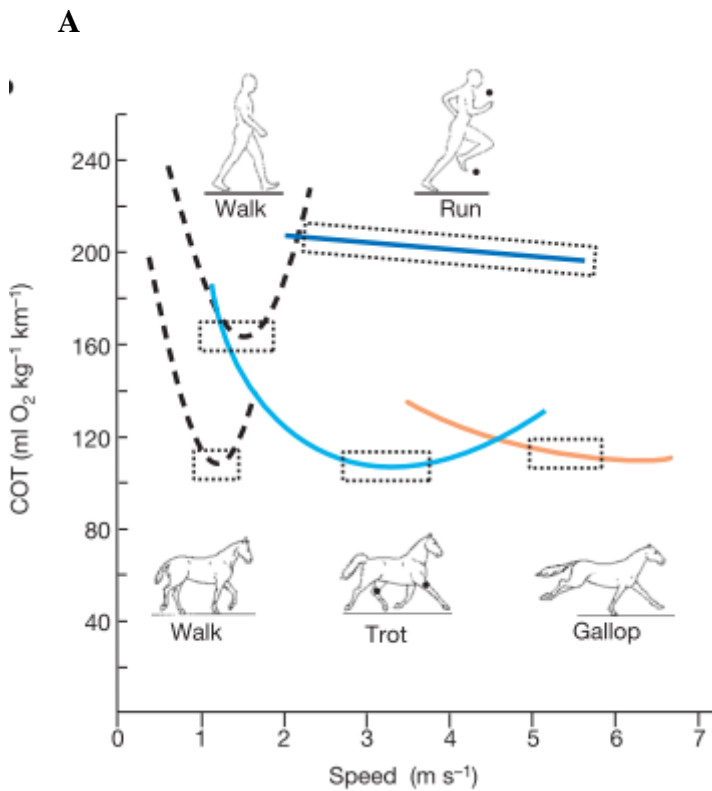 A
Walk
Run
240
200
160
120
80
40
0
COT (ml O₂ kg⁻¹ km⁻¹)
Walk
Trot
Gallop
0 1 2 3 4 5 6 7
Speed (m s⁻¹)